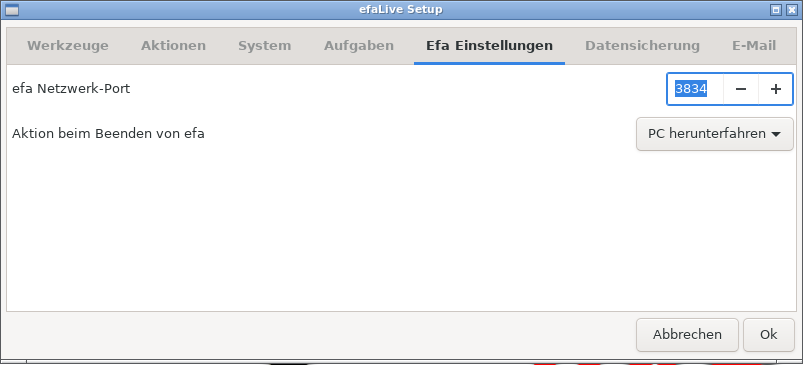 efaLive Setup
Werkzeuge Aktionen System Aufgaben Efa Einstellungen Datensicherung E-Mail
efa Netzwerk-Port 3834 − +
Aktion beim Beenden von efa PC herunterfahren
Abbrechen Ok